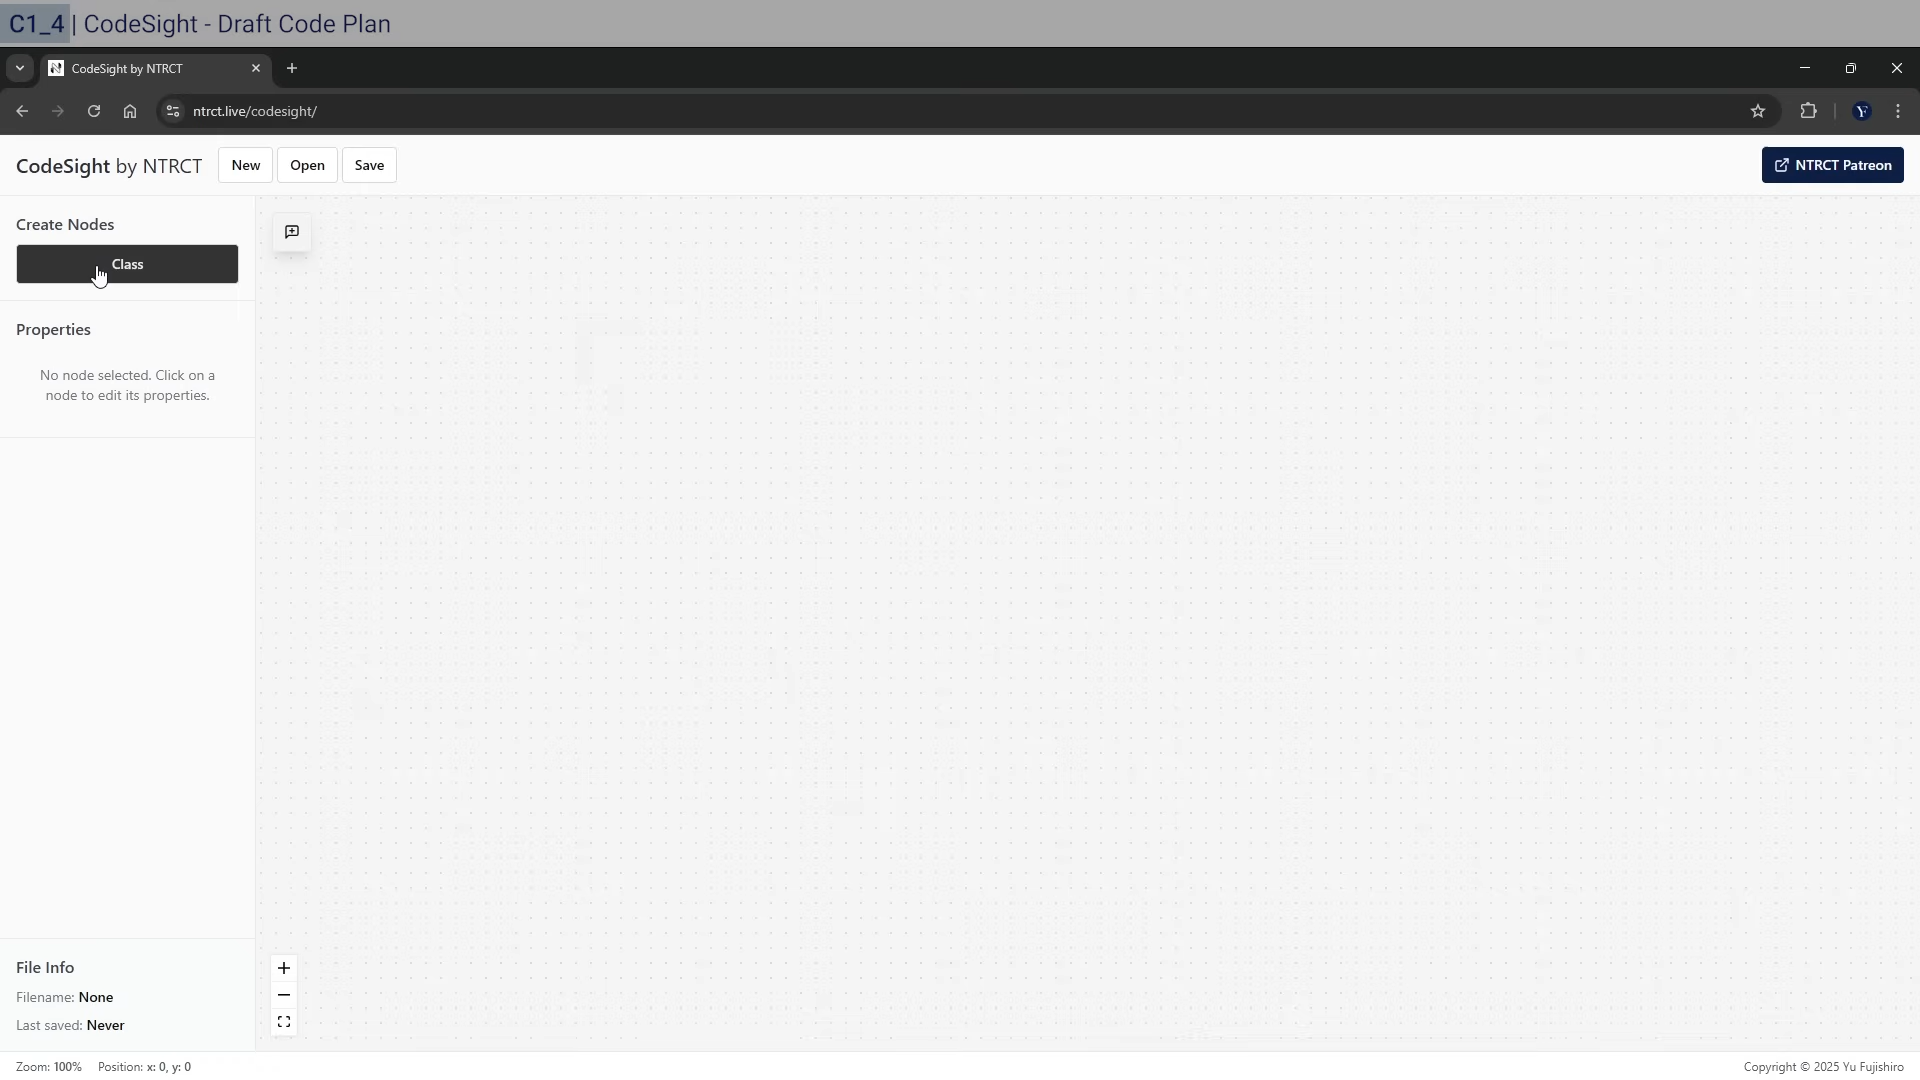 C1_4 | CodeSight - Draft Code Plan
CodeSight by NTRCT
ntrct.live/codesight/
Y
CodeSight by NTRCT
New
Open
Save
NTRCT Patreon
Create Nodes
Class
Properties
No node selected. Click on a
node to edit its properties.
File Info
Filename: None
Last saved: Never
Zoom: 100% Position: x: 0, y: 0
Copyright © 2025 Yu Fujishiro